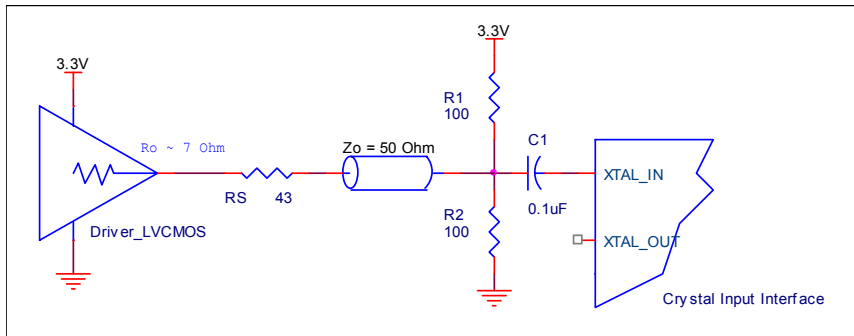 3.3V
3.3V
R1
100
Ro ~ 7 Ohm
Zo = 50 Ohm
C1
XTAL_IN
RS 43
0.1uF
R2
100
XTAL_OUT
Driver_LVCMOS
Crystal Input Interface